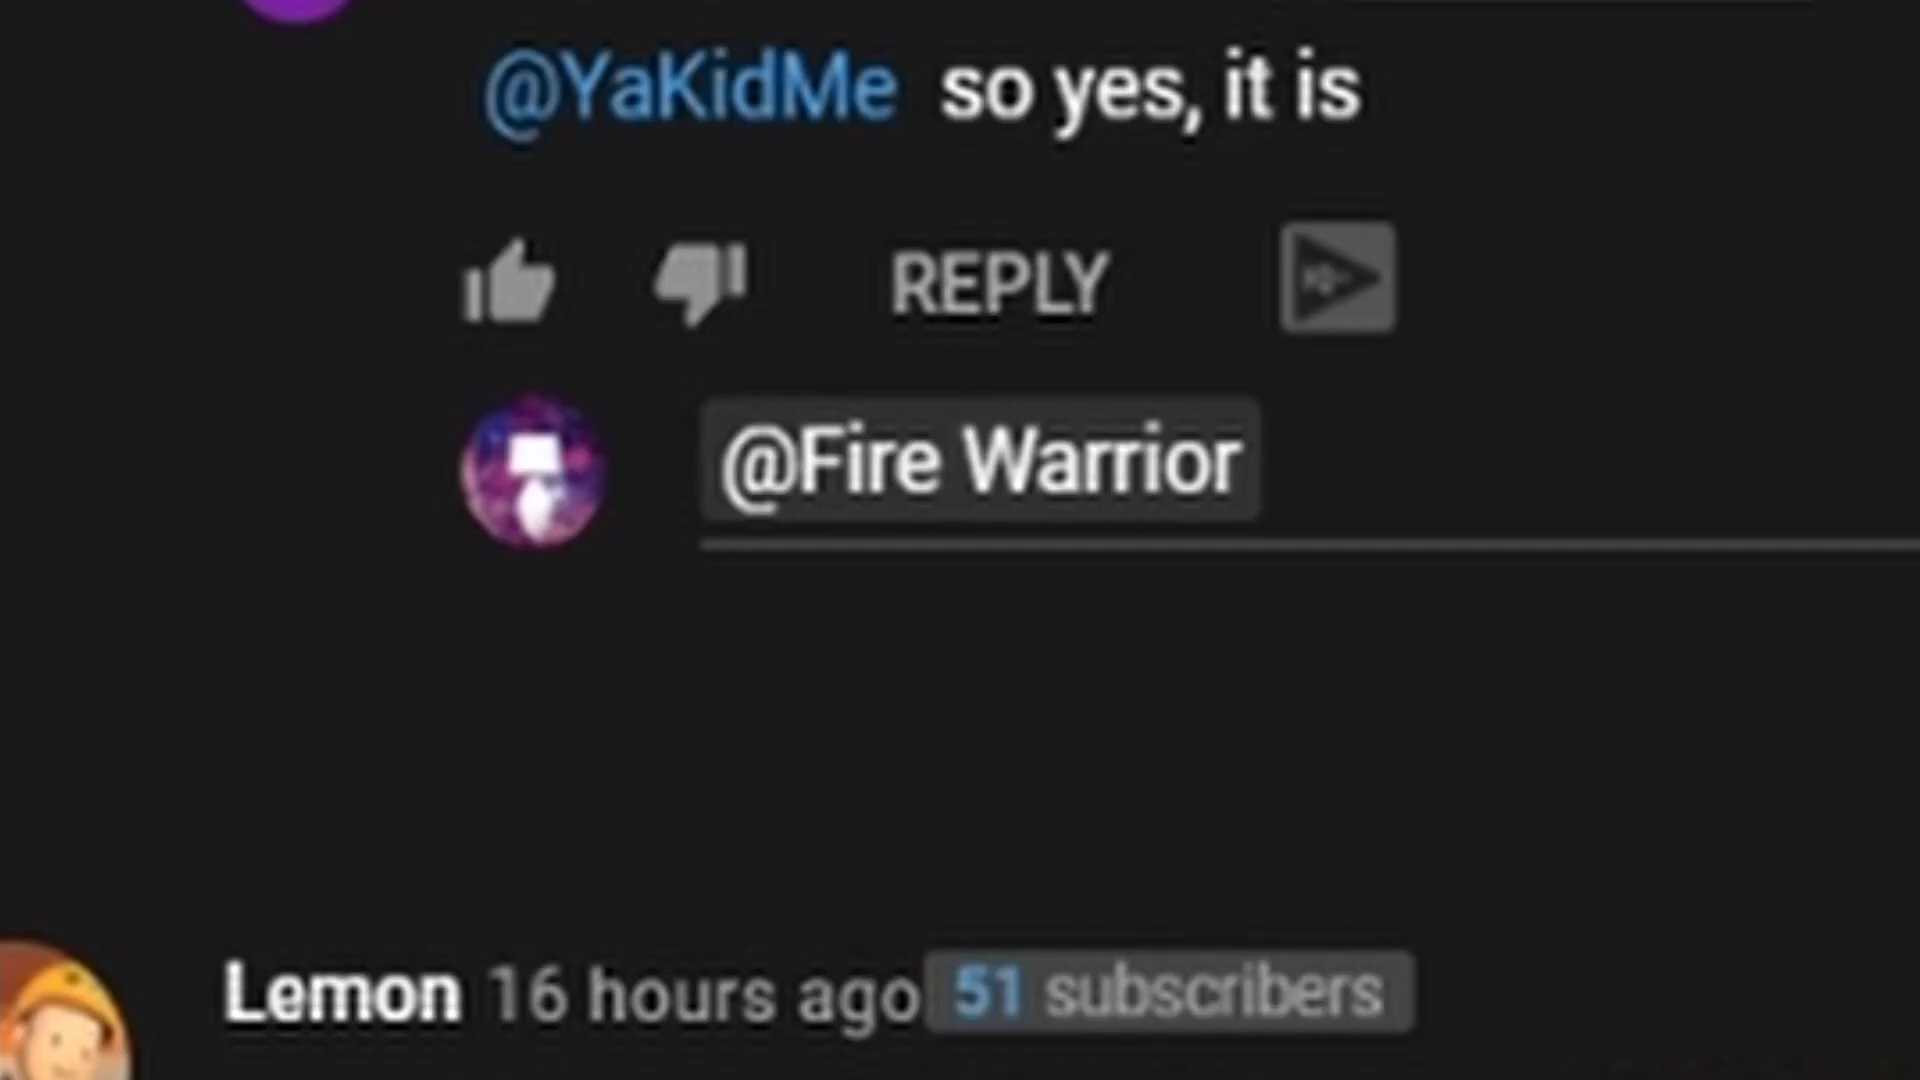 @YaKidMe so yes, it is
REPLY
@Fire Warrior
Lemon 16 hours ago 51 subscribers